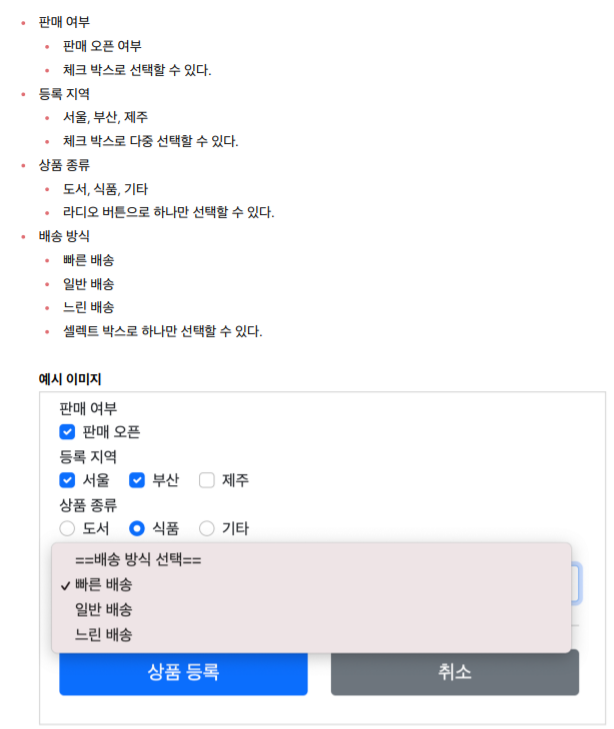 판매 여부
판매 오픈 여부
체크 박스로 선택할 수 있다.
등록 지역
서울, 부산, 제주
체크 박스로 다중 선택할 수 있다.
상품 종류
도서, 식품, 기타
라디오 버튼으로 하나만 선택할 수 있다.
배송 방식
빠른 배송
일반 배송
느린 배송
셀렉트 박스로 하나만 선택할 수 있다.
예시 이미지
판매 여부
판매 오픈
등록 지역
서울 부산 제주
상품 종류
도서 식품 기타
==배송 방식 선택==
빠른 배송
일반 배송
느린 배송
상품 등록 취소